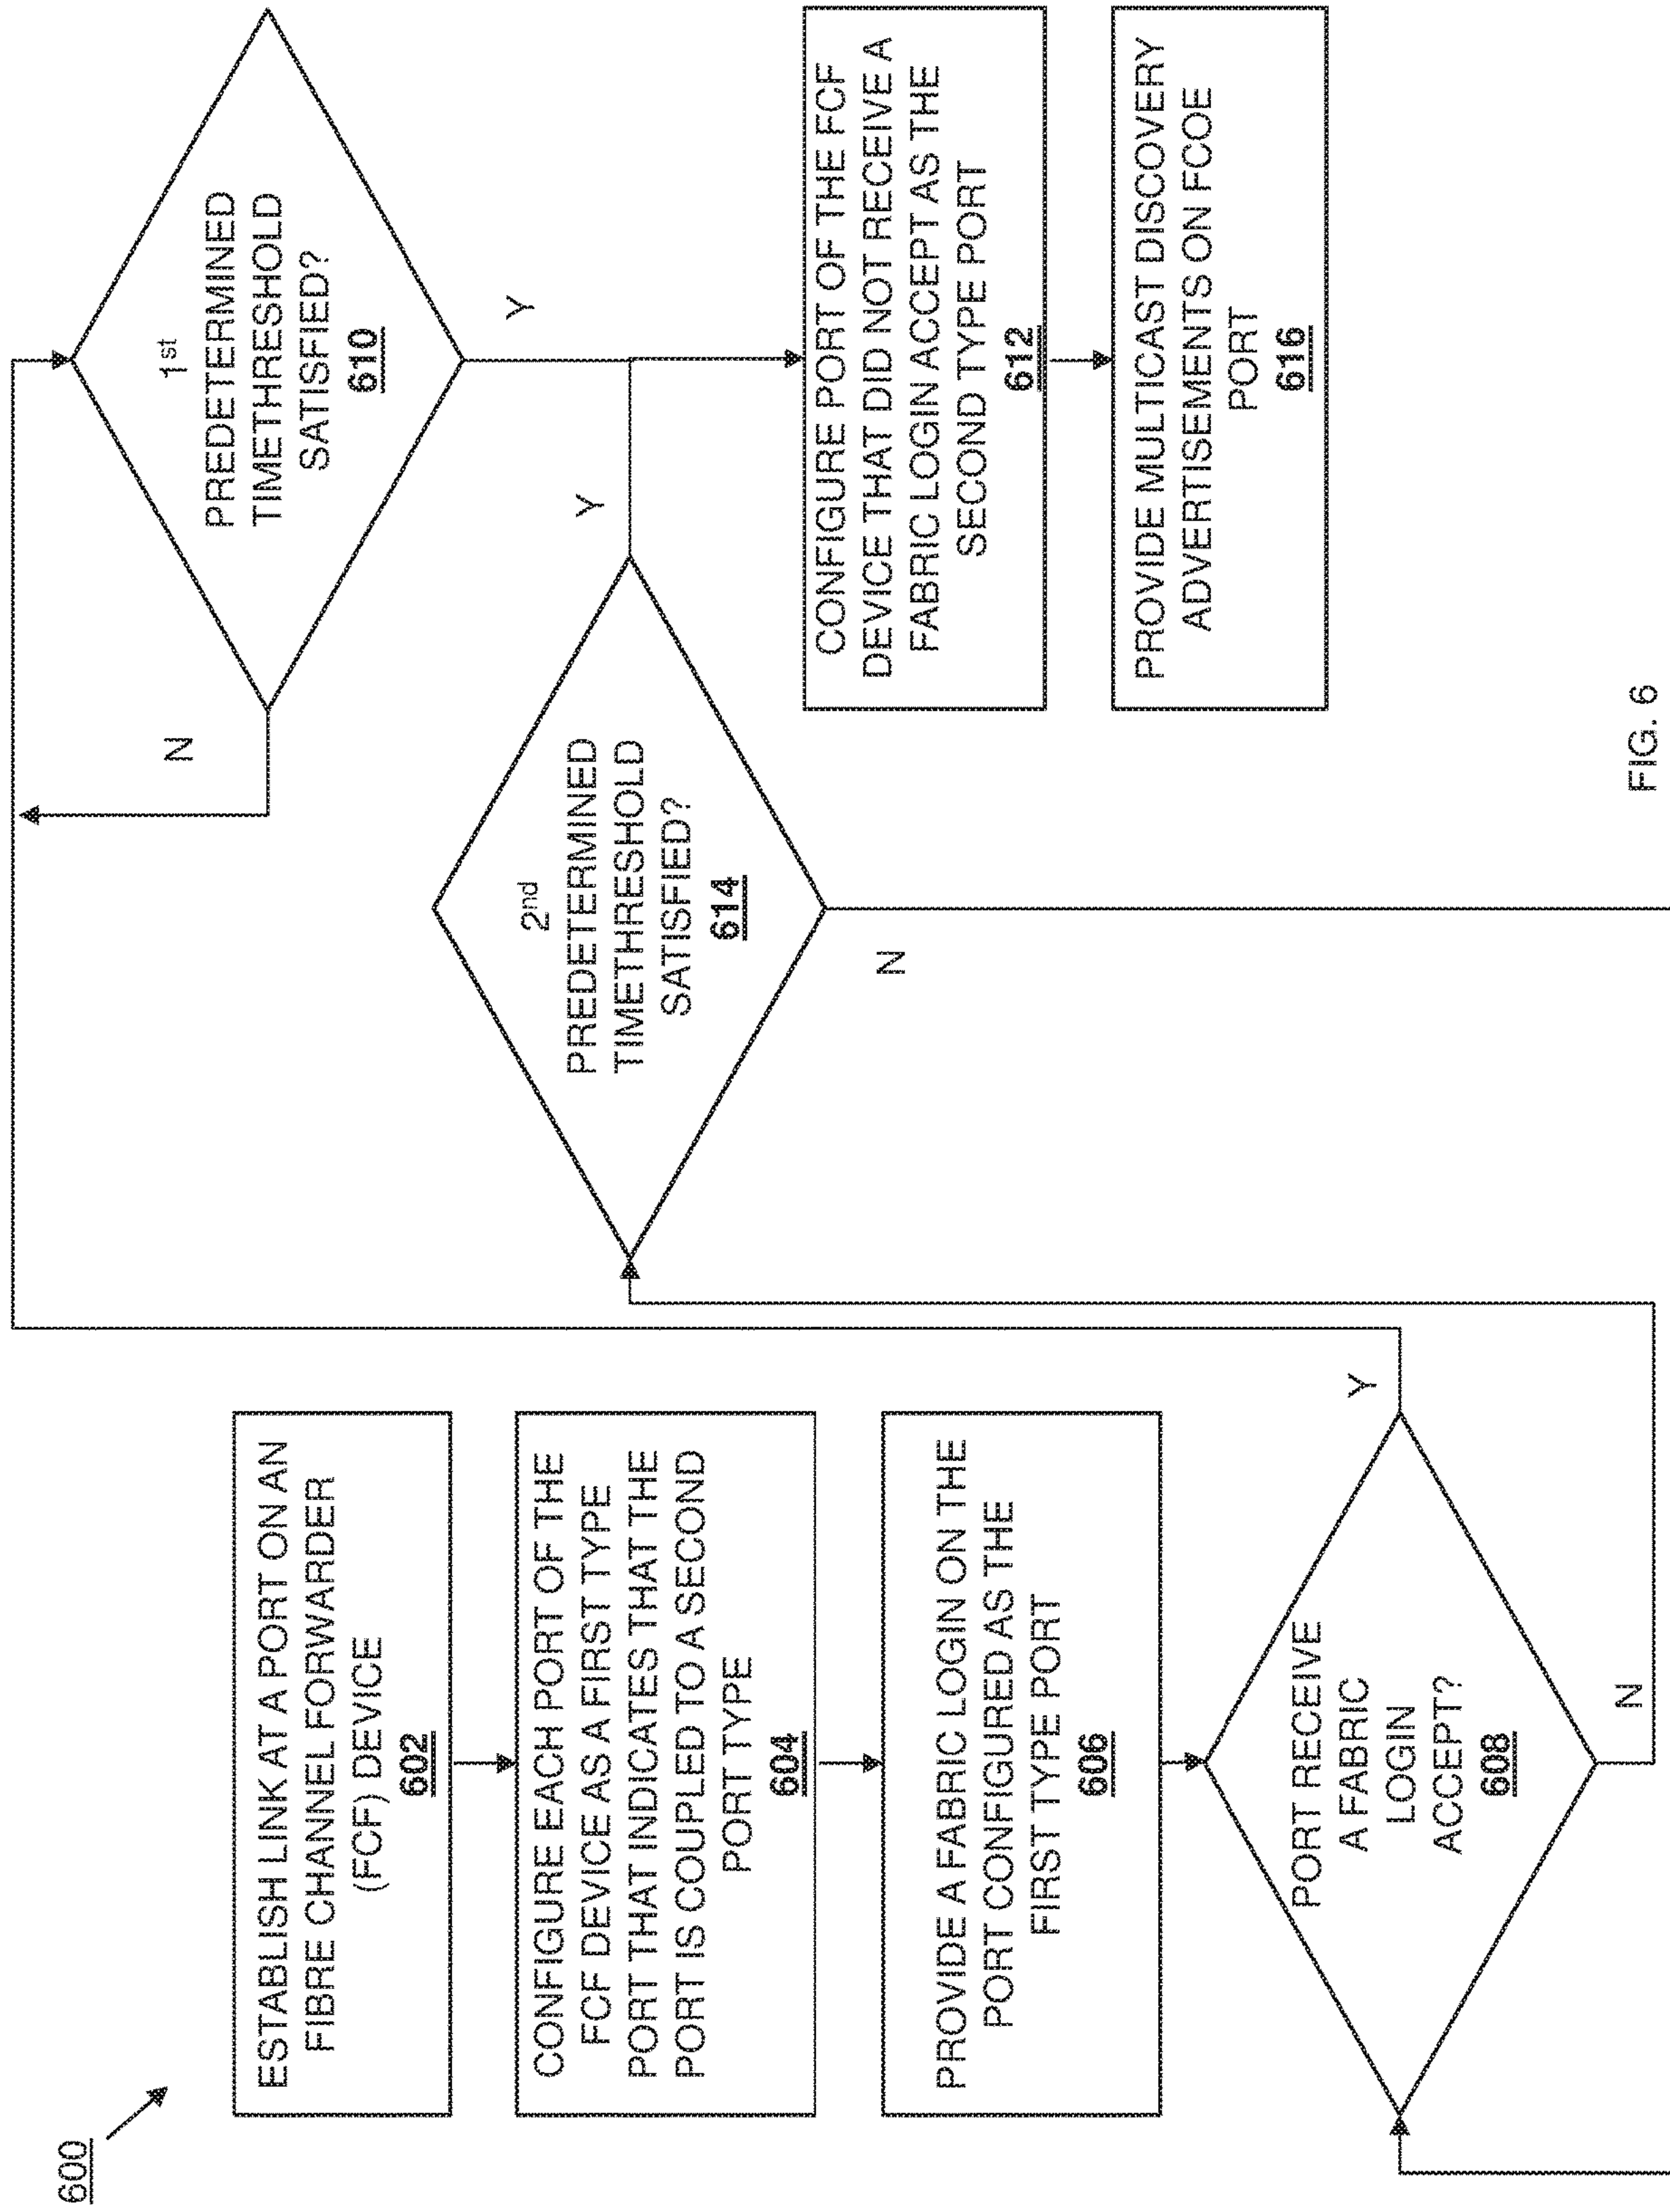 600
ESTABLISH LINK AT A PORT ON AN
FIBRE CHANNEL FORWARDER
(FCF) DEVICE
602
CONFIGURE EACH PORT OF THE
FCF DEVICE AS A FIRST TYPE
PORT THAT INDICATES THAT THE
PORT IS COUPLED TO A SECOND
PORT TYPE
604
PROVIDE A FABRIC LOGIN ON THE
PORT CONFIGURED AS THE
FIRST TYPE PORT
606
PORT RECEIVE
A FABRIC
LOGIN
ACCEPT?
608
Y
N
1st
PREDETERMINED
TIMETHRESHOLD
SATISFIED?
610
N
Y
2nd
PREDETERMINED
TIMETHRESHOLD
SATISFIED?
614
Y
N
CONFIGURE PORT OF THE FCF
DEVICE THAT DID NOT RECEIVE A
FABRIC LOGIN ACCEPT AS THE
SECOND TYPE PORT
612
PROVIDE MULTICAST DISCOVERY
ADVERTISEMENTS ON FCOE
PORT
616
FIG. 6